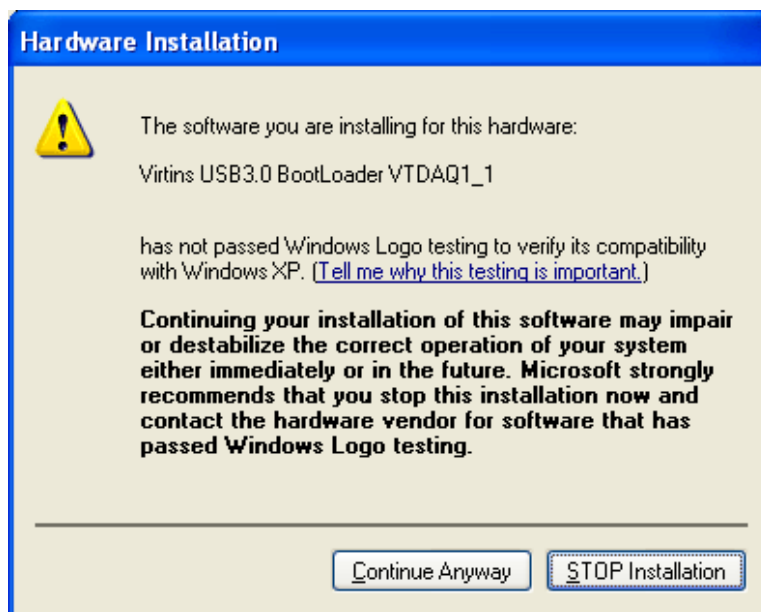 Hardware Installation
The software you are installing for this hardware:
Virtins USB3.0 BootLoader VTDAQ1_1
has not passed Windows Logo testing to verify its compatibility
with Windows XP. (Tell me why this testing is important.)
Continuing your installation of this software may impair
or destabilize the correct operation of your system
either immediately or in the future. Microsoft strongly
recommends that you stop this installation now and
contact the hardware vendor for software that has
passed Windows Logo testing.
Continue Anyway
STOP Installation